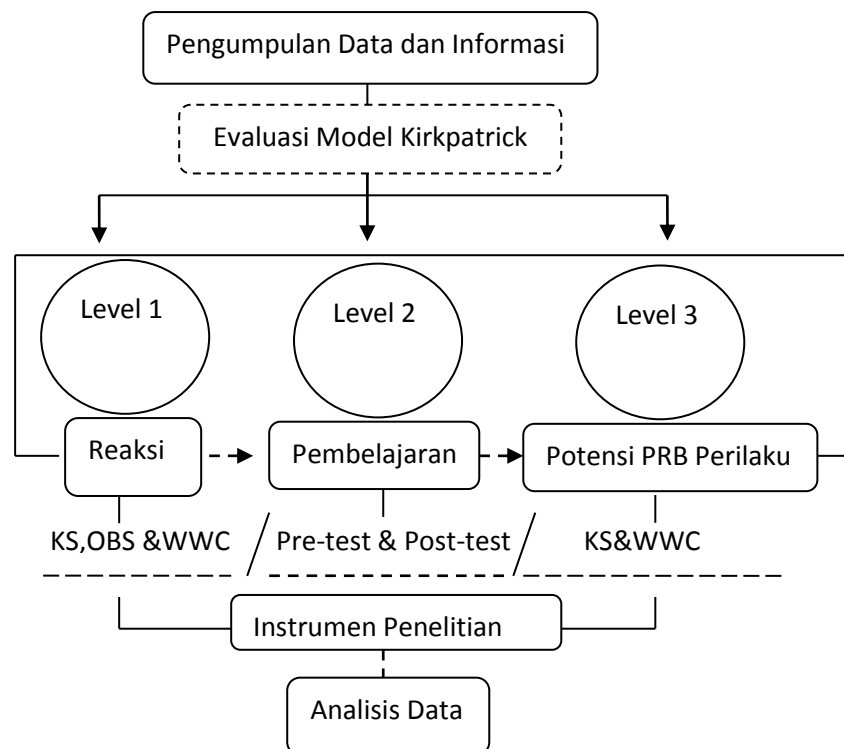 Pengumpulan Data dan Informasi
Evaluasi Model Kirkpatrick
Level 1
Level 2
Level 3
Reaksi
Pembelajaran
Potensi PRB Perilaku
KS,OBS &WWC
Pre-test & Post-test
KS&WWC
Instrumen Penelitian
Analisis Data